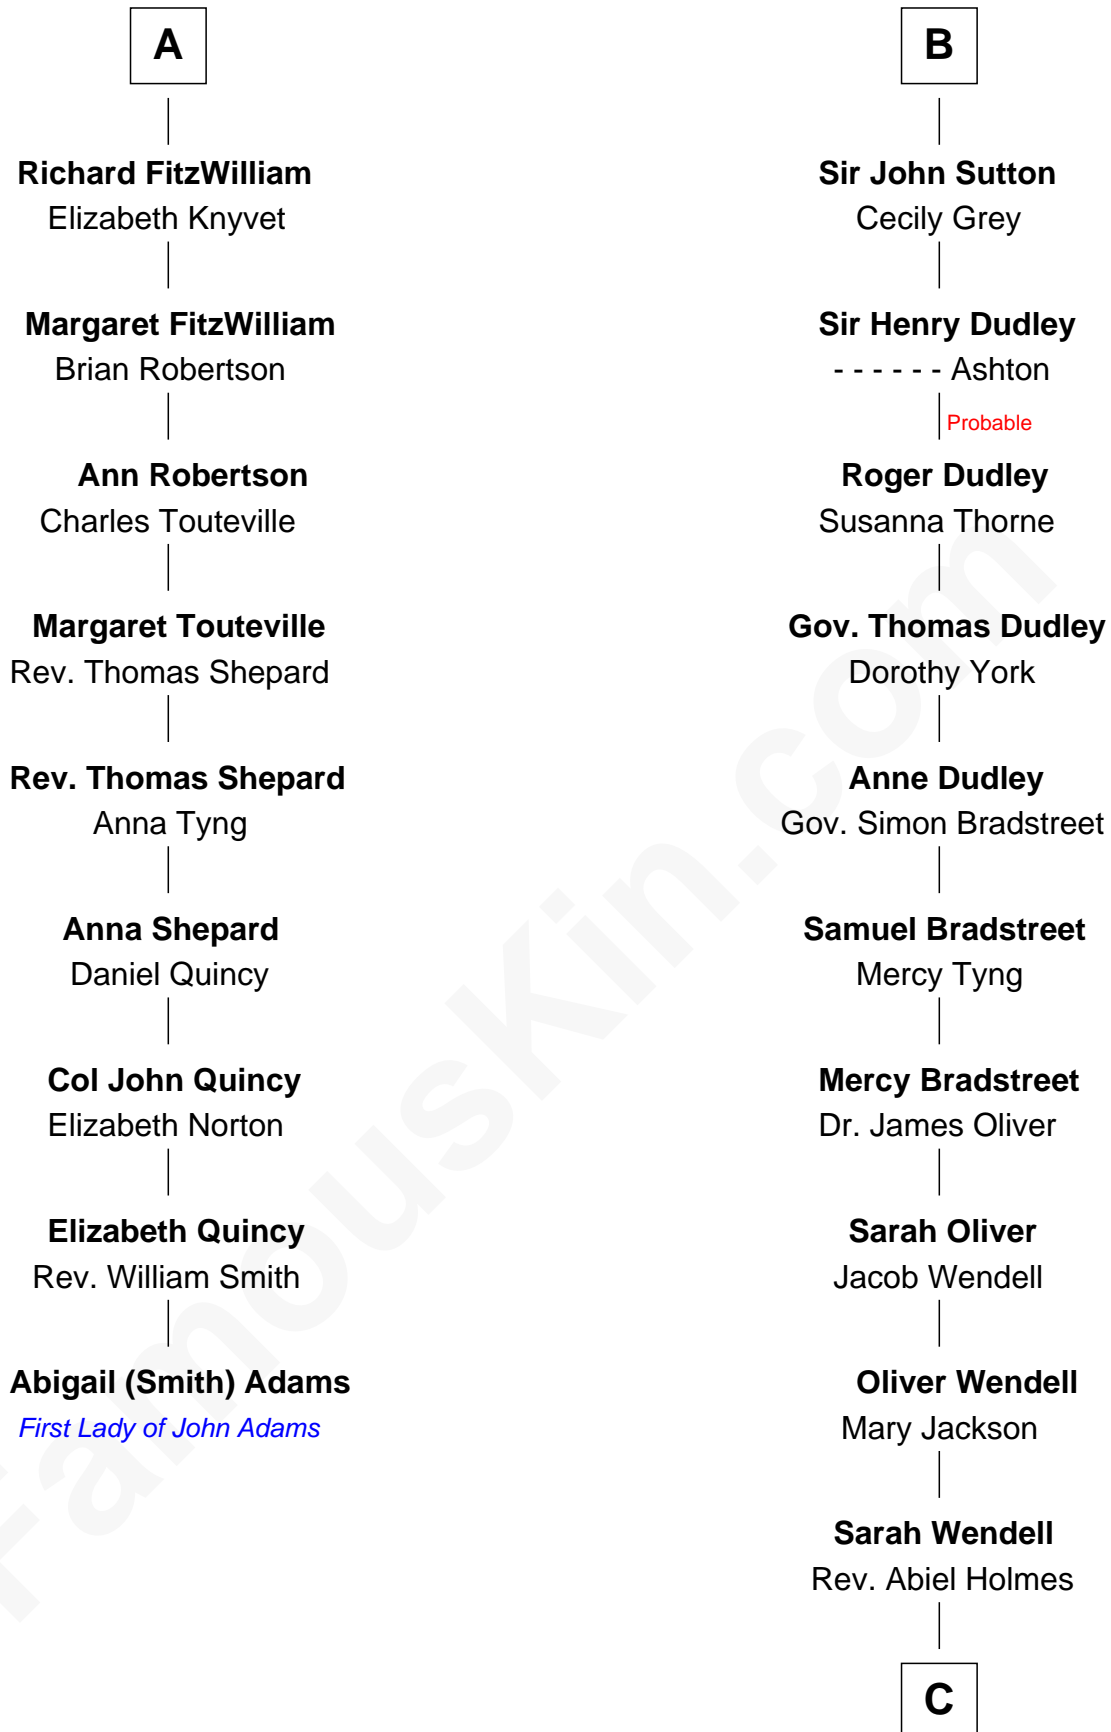 A
Richard FitzWilliam
Elizabeth Knyvet
Margaret FitzWilliam
Brian Robertson
Ann Robertson
Charles Touteville
Margaret Touteville
Rev. Thomas Shepard
Rev. Thomas Shepard
Anna Tyng
Anna Shepard
Daniel Quincy
Col John Quincy
Elizabeth Norton
Elizabeth Quincy
Rev. William Smith
Abigail (Smith) Adams
First Lady of John Adams
B
Sir John Sutton
Cecily Grey
Sir Henry Dudley
- - - - - - Ashton
Probable
Roger Dudley
Susanna Thorne
Gov. Thomas Dudley
Dorothy York
Anne Dudley
Gov. Simon Bradstreet
Samuel Bradstreet
Mercy Tyng
Mercy Bradstreet
Dr. James Oliver
Sarah Oliver
Jacob Wendell
Oliver Wendell
Mary Jackson
Sarah Wendell
Rev. Abiel Holmes
C
FamousKin.com